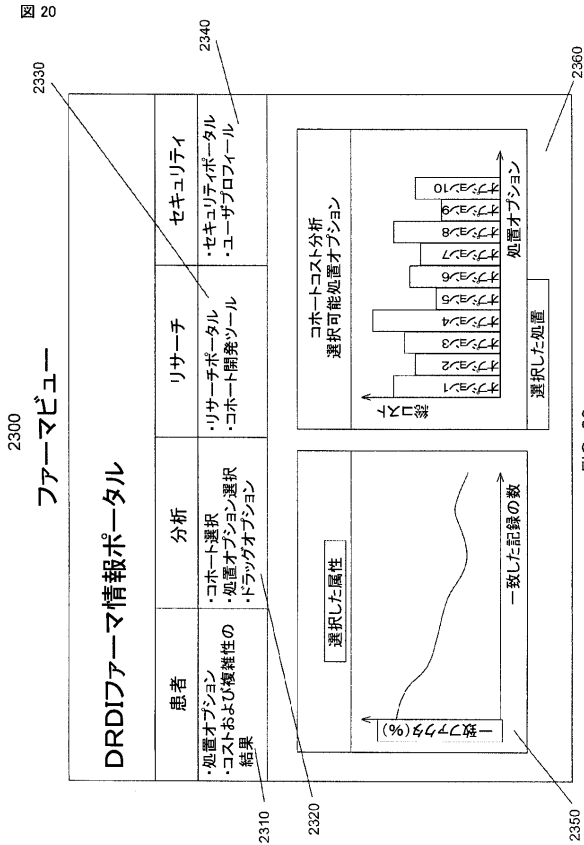 図 20
2300
ファーマビュー
DRDIファーマ情報ポータル
患者
分析
リサーチ
セキュリティ
・処置オプション
・コストおよび複雑性の
結果
・コホート選択
・処置オプション選択
・ドラッグオプション
・リサーチポータル
・コホート開発ツール
・セキュリティポータル
・ユーザプロフィール
2310
2320
2330
2340
選択した属性
一致ファクタ(%)
一致した記録の数
2350
コホートコスト分析
選択可能処置オプション
総コスト
オプション1
オプション2
オプション3
オプション4
オプション5
オプション6
オプション7
オプション8
オプション9
オプション10
処置オプション
選択した処置
2360